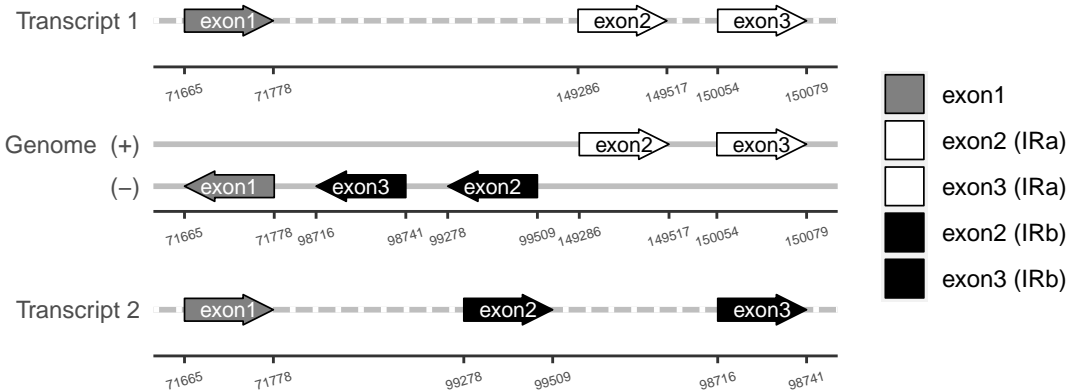 Transcript 1 exon1 exon2 exon3
71665 71778 149286 149517 150054 150079
Genome (+) exon2 exon3
(−) exon1 exon3 exon2
71665 71778 98716 98741 99278 99509 149286 149517 150054 150079
Transcript 2 exon1 exon2 exon3
71665 71778 99278 99509 98716 98741
exon1
exon2 (IRa)
exon3 (IRa)
exon2 (IRb)
exon3 (IRb)